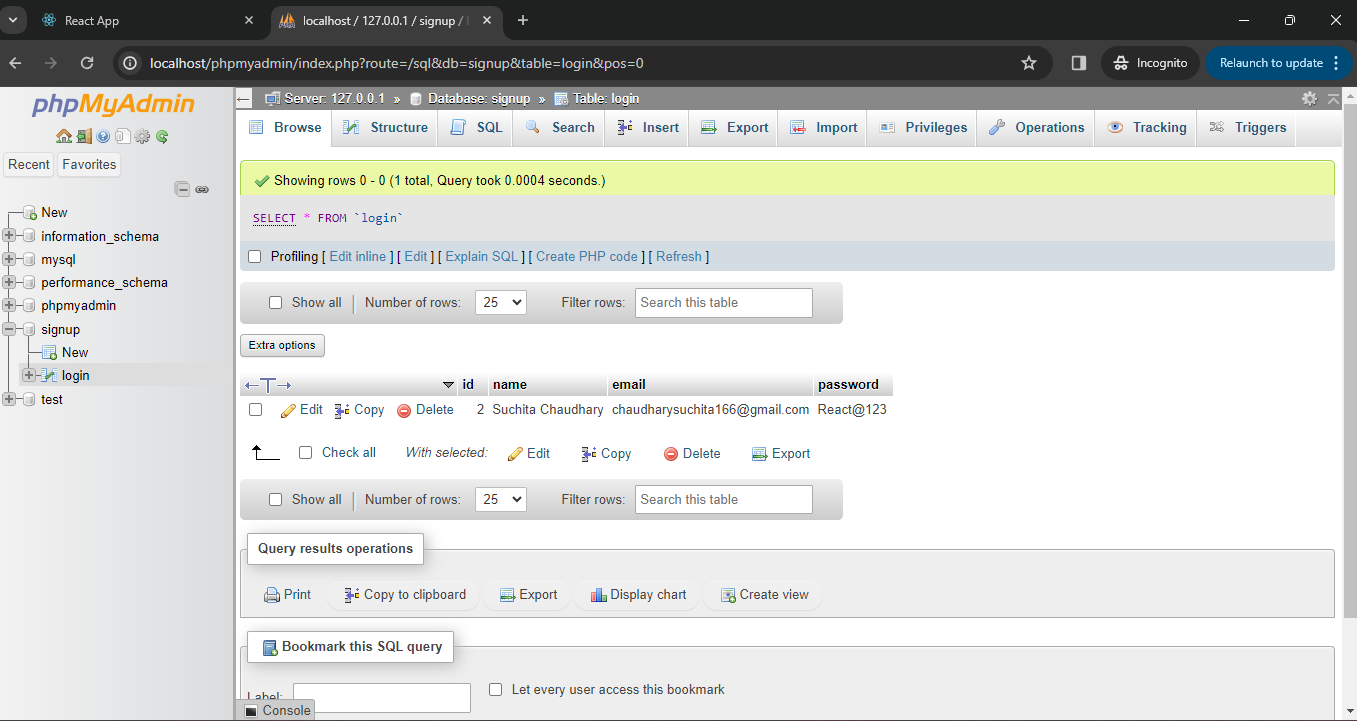 React App
localhost / 127.0.0.1 / signup /
localhost/phpmyadmin/index.php?route=/sql&db=signup&table=login&pos=0
Incognito
Relaunch to update
phpMyAdmin
Recent Favorites
New
information_schema
mysql
performance_schema
phpmyadmin
signup
New
login
test
Server: 127.0.0.1 » Database: signup » Table: login
Browse Structure SQL Search Insert Export Import Privileges Operations Tracking Triggers
Showing rows 0 - 0 (1 total, Query took 0.0004 seconds.)
SELECT * FROM `login`
Profiling [ Edit inline ] [ Edit ] [ Explain SQL ] [ Create PHP code ] [ Refresh ]
Show all Number of rows: 25 Filter rows: Search this table
Extra options
id name email password
Edit Copy Delete 2 Suchita Chaudhary chaudharysuchita166@gmail.com React@123
Check all With selected: Edit Copy Delete Export
Show all Number of rows: 25 Filter rows: Search this table
Query results operations
Print Copy to clipboard Export Display chart Create view
Bookmark this SQL query
Label: Let every user access this bookmark
Console